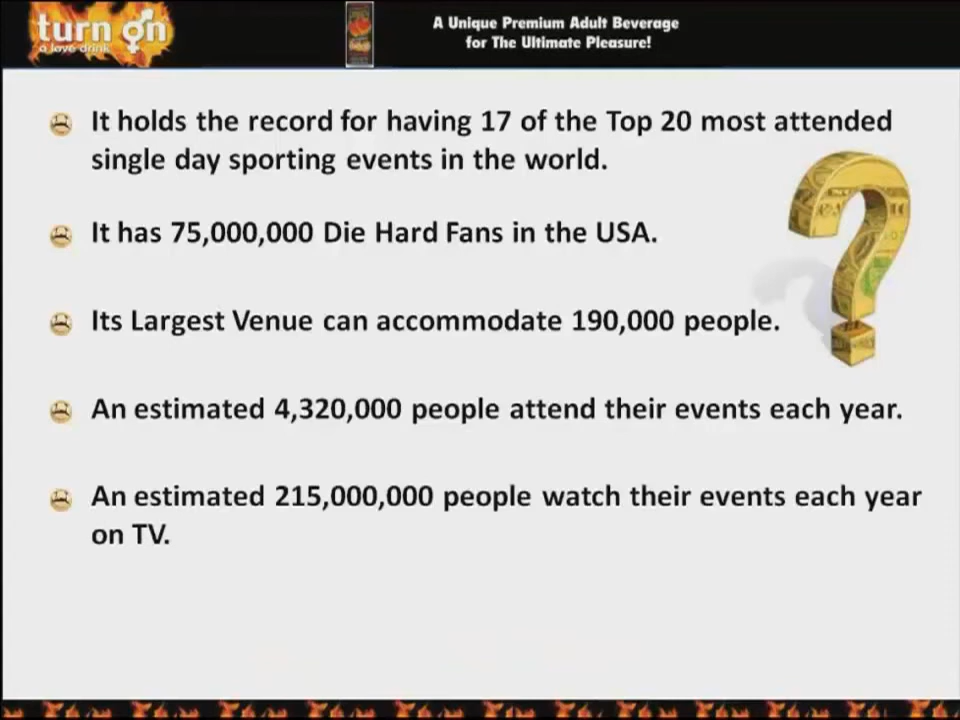 turn on
a love drink
A Unique Premium Adult Beverage
for The Ultimate Pleasure!
It holds the record for having 17 of the Top 20 most attended
single day sporting events in the world.
It has 75,000,000 Die Hard Fans in the USA.
Its Largest Venue can accommodate 190,000 people.
An estimated 4,320,000 people attend their events each year.
An estimated 215,000,000 people watch their events each year
on TV.